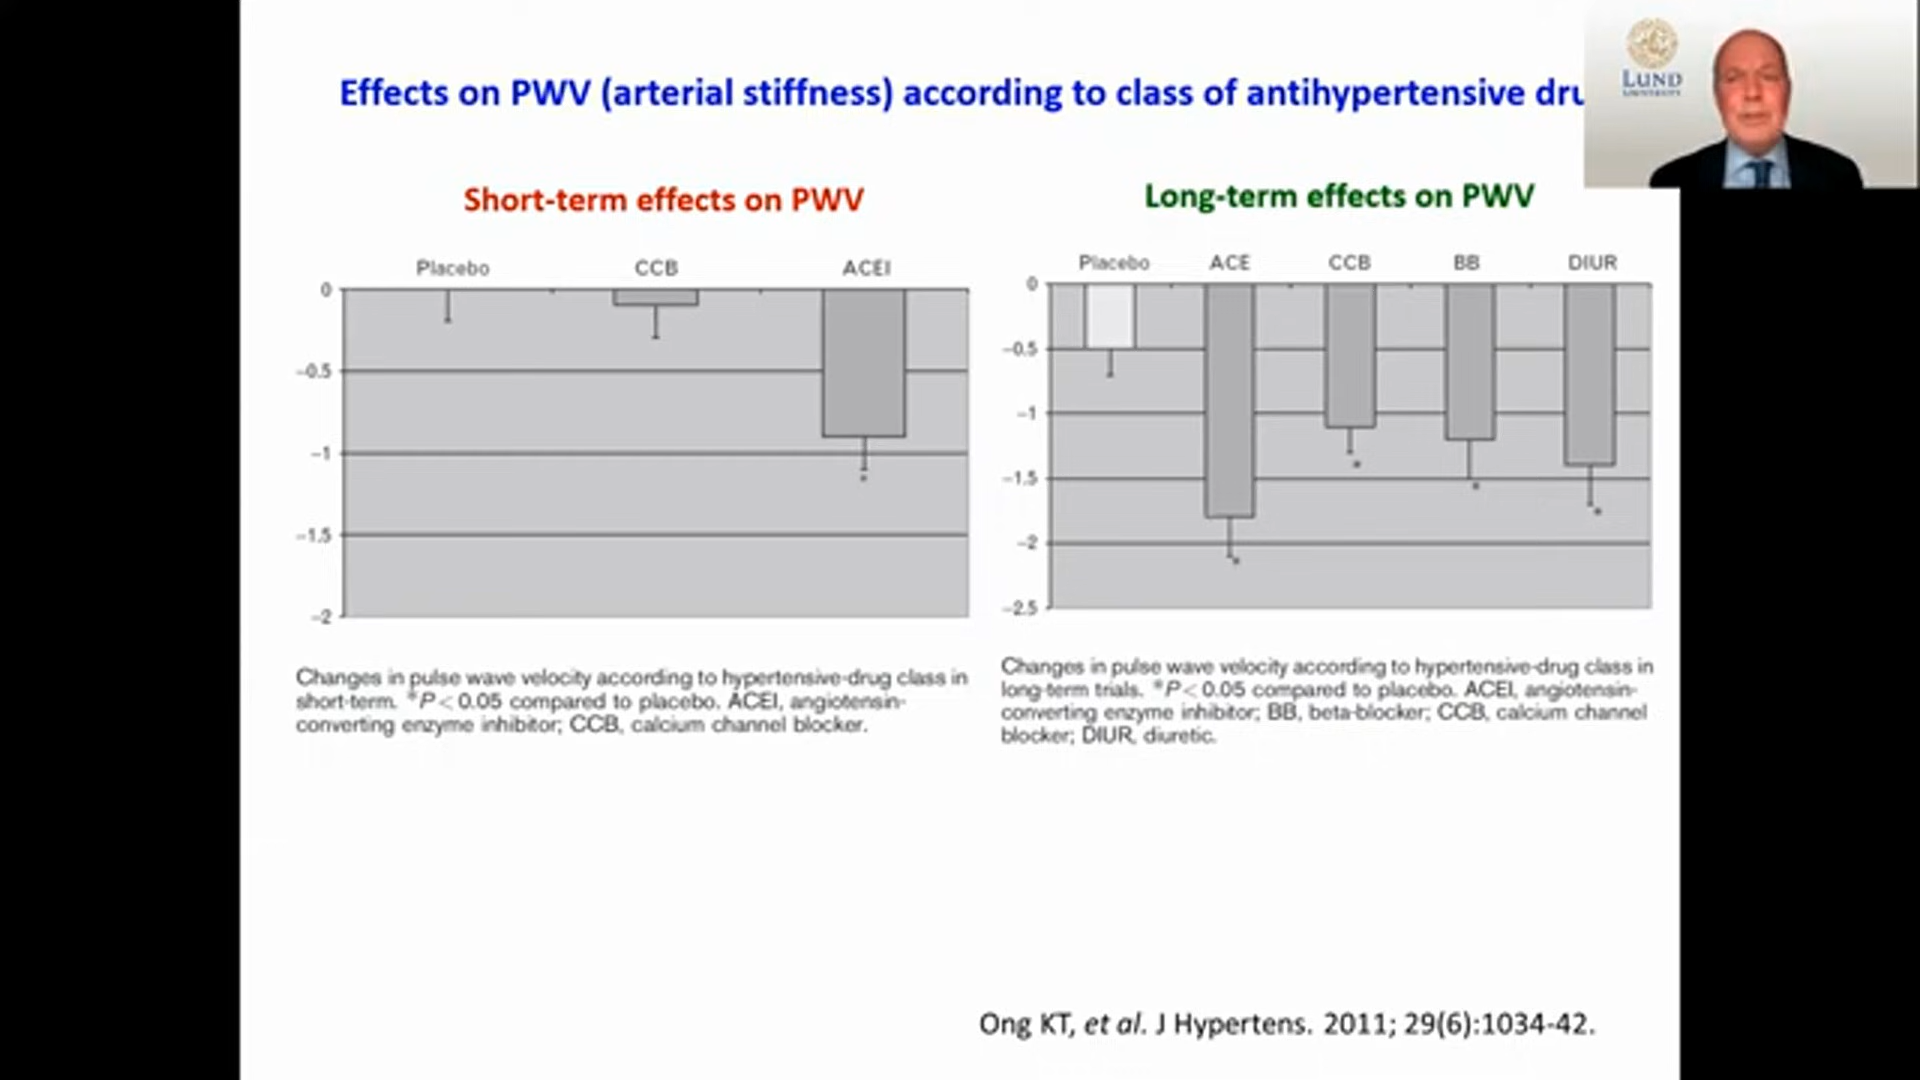 Effects on PWV (arterial stiffness) according to class of antihypertensive dru
LUND
UNIVERSITY
Short-term effects on PWV
Placebo CCB ACEI
0
-0.5
-1
-1.5
-2
Changes in pulse wave velocity according to hypertensive-drug class in
short-term. *P < 0.05 compared to placebo. ACEI, angiotensin-
converting enzyme inhibitor; CCB, calcium channel blocker.
Long-term effects on PWV
Placebo ACE CCB BB DIUR
0
-0.5
-1
-1.5
-2
-2.5
Changes in pulse wave velocity according to hypertensive-drug class in
long-term trials. *P < 0.05 compared to placebo. ACEI, angiotensin-
converting enzyme inhibitor; BB, beta-blocker; CCB, calcium channel
blocker; DIUR, diuretic.
Ong KT, et al. J Hypertens. 2011; 29(6):1034-42.